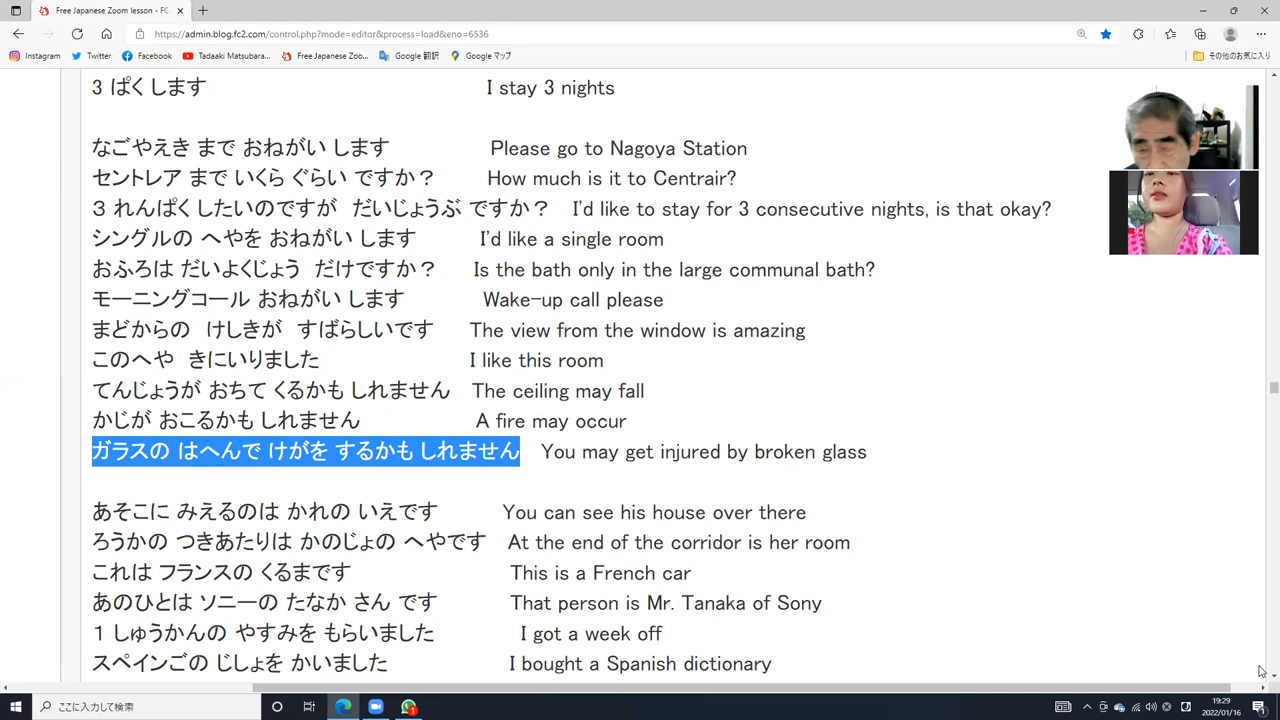 Free Japanese Zoom lesson - FC
https://admin.blog.fc2.com/control.php?mode=editor&process=load&eno=6536
Instagram Twitter Facebook Tadaaki Matsubara... Free Japanese Zoo... Google 翻訳 Google マップ その他のお気に入り
3 ぱく します I stay 3 nights
なごやえき まで おねがい します Please go to Nagoya Station
セントレア まで いくら ぐらい ですか？ How much is it to Centrair?
３ れんぱく したいのですが だいじょうぶ ですか？ I'd like to stay for 3 consecutive nights, is that okay?
シングルの へやを おねがい します I'd like a single room
おふろは だいよくじょう だけですか？ Is the bath only in the large communal bath?
モーニングコール おねがい します Wake-up call please
まどからの けしきが すばらしいです The view from the window is amazing
このへや きにいりました I like this room
てんじょうが おちて くるかも しれません The ceiling may fall
かじが おこるかも しれません A fire may occur
ガラスの はへんで けがを するかも しれません You may get injured by broken glass
あそこに みえるのは かれの いえです You can see his house over there
ろうかの つきあたりは かのじょの へやです At the end of the corridor is her room
これは フランスの くるまです This is a French car
あのひとは ソニーの たなか さん です That person is Mr. Tanaka of Sony
１ しゅうかんの やすみを もらいました I got a week off
スペインごの じしょを かいました I bought a Spanish dictionary
ここに入力して検索
19:29
2022/01/16